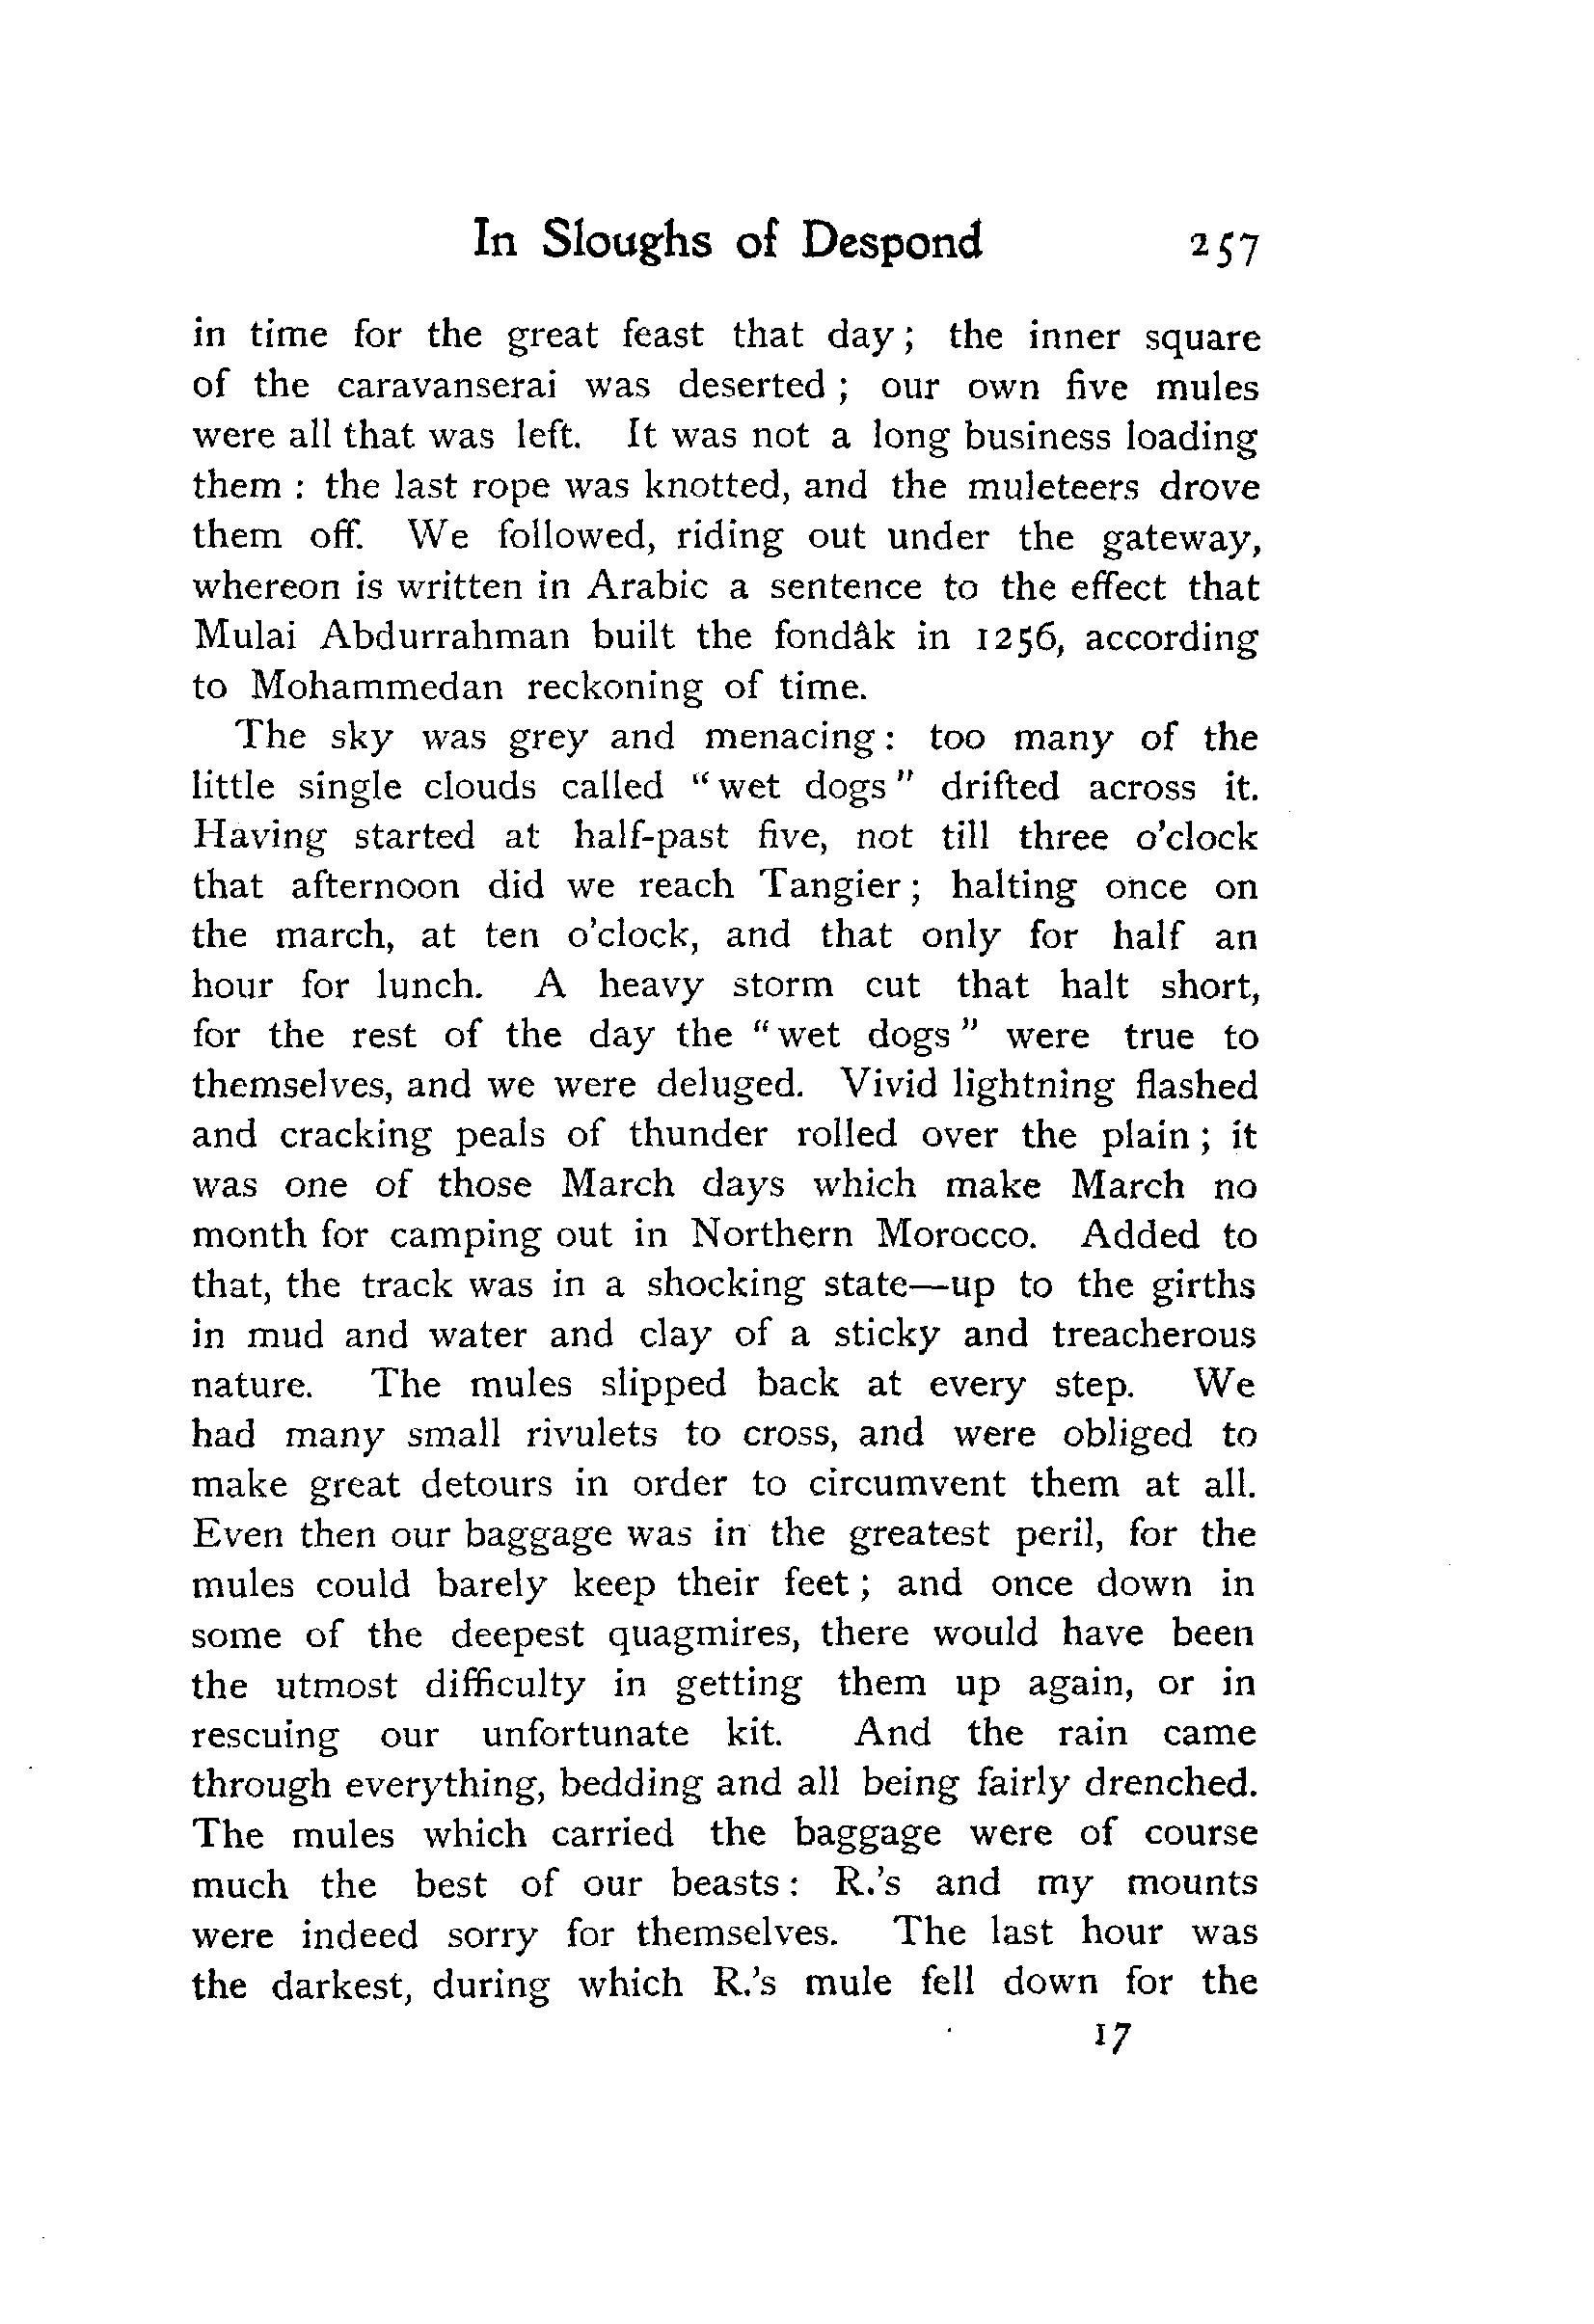 In Sloughs of Despond 257
in time for the great feast that day; the inner square
of the caravanserai was deserted; our own five mules
were all that was left. It was not a long business loading
them: the last rope was knotted, and the muleteers drove
them off. We followed, riding out under the gateway,
whereon is written in Arabic a sentence to the effect that
Mulai Abdurrahman built the fondâk in 1256, according
to Mohammedan reckoning of time.
The sky was grey and menacing: too many of the
little single clouds called "wet dogs" drifted across it.
Having started at half-past five, not till three o'clock
that afternoon did we reach Tangier; halting once on
the march, at ten o'clock, and that only for half an
hour for lunch. A heavy storm cut that halt short,
for the rest of the day the "wet dogs" were true to
themselves, and we were deluged. Vivid lightning flashed
and cracking peals of thunder rolled over the plain; it
was one of those March days which make March no
month for camping out in Northern Morocco. Added to
that, the track was in a shocking state—up to the girths
in mud and water and clay of a sticky and treacherous
nature. The mules slipped back at every step. We
had many small rivulets to cross, and were obliged to
make great detours in order to circumvent them at all.
Even then our baggage was in the greatest peril, for the
mules could barely keep their feet; and once down in
some of the deepest quagmires, there would have been
the utmost difficulty in getting them up again, or in
rescuing our unfortunate kit. And the rain came
through everything, bedding and all being fairly drenched.
The mules which carried the baggage were of course
much the best of our beasts: R.'s and my mounts
were indeed sorry for themselves. The last hour was
the darkest, during which R.'s mule fell down for the
17